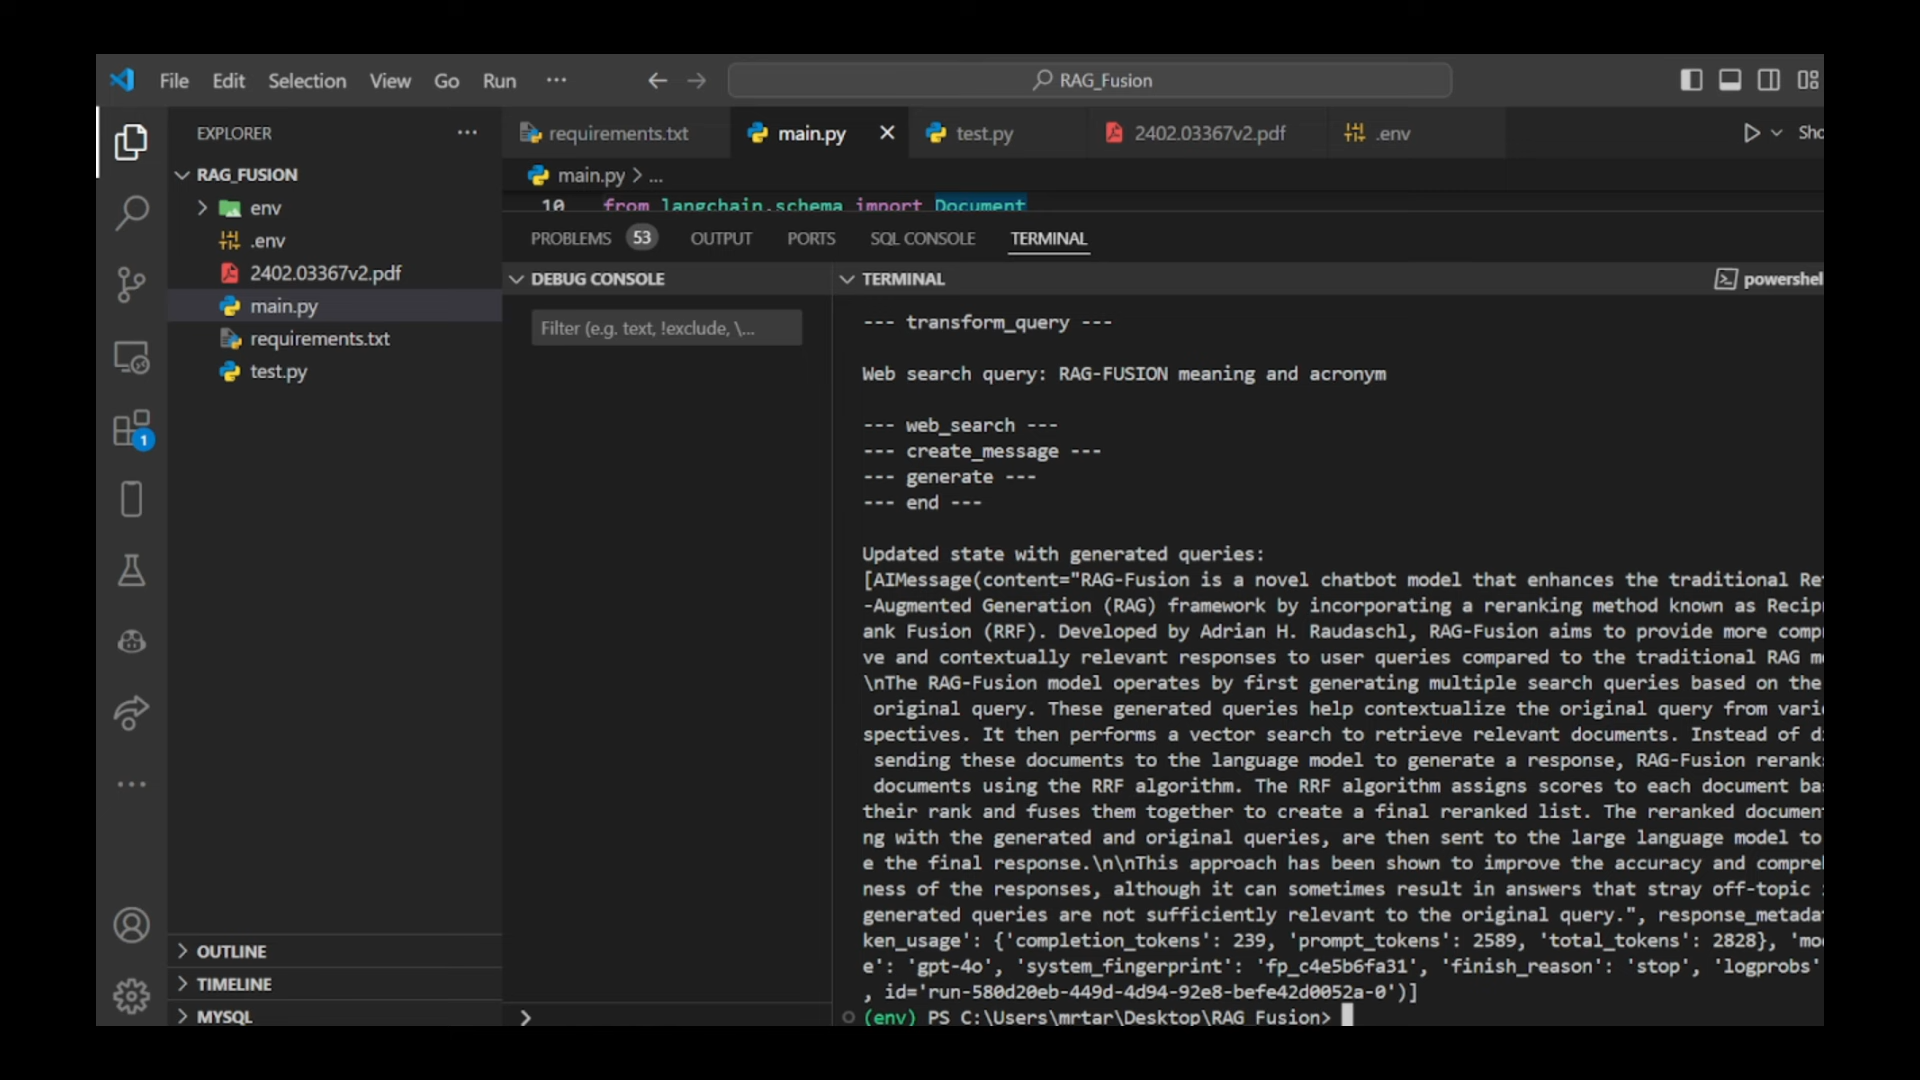 File Edit Selection View Go Run ··· RAG_Fusion
EXPLORER ···
RAG_FUSION
env
.env
2402.03367v2.pdf
main.py
requirements.txt
test.py
OUTLINE
TIMELINE
MYSQL
1
requirements.txt main.py test.py 2402.03367v2.pdf .env Sho
main.py > ...
10 from langchain.schema import Document
PROBLEMS 53 OUTPUT PORTS SQL CONSOLE TERMINAL
DEBUG CONSOLE
Filter (e.g. text, !exclude, \...
>
TERMINAL powershel
--- transform_query ---
Web search query: RAG-FUSION meaning and acronym
--- web_search ---
--- create_message ---
--- generate ---
--- end ---
Updated state with generated queries:
[AIMessage(content="RAG-Fusion is a novel chatbot model that enhances the traditional Re
-Augmented Generation (RAG) framework by incorporating a reranking method known as Recip
ank Fusion (RRF). Developed by Adrian H. Raudaschl, RAG-Fusion aims to provide more comp
ve and contextually relevant responses to user queries compared to the traditional RAG m
\nThe RAG-Fusion model operates by first generating multiple search queries based on the
original query. These generated queries help contextualize the original query from vari
spectives. It then performs a vector search to retrieve relevant documents. Instead of d
sending these documents to the language model to generate a response, RAG-Fusion rerank
documents using the RRF algorithm. The RRF algorithm assigns scores to each document ba
their rank and fuses them together to create a final reranked list. The reranked documen
ng with the generated and original queries, are then sent to the large language model to
e the final response.\n\nThis approach has been shown to improve the accuracy and compre
ness of the responses, although it can sometimes result in answers that stray off-topic
generated queries are not sufficiently relevant to the original query.", response_metada
ken_usage': {'completion_tokens': 239, 'prompt_tokens': 2589, 'total_tokens': 2828}, 'mo
e': 'gpt-4o', 'system_fingerprint': 'fp_c4e5b6fa31', 'finish_reason': 'stop', 'logprobs'
, id='run-580d20eb-449d-4d94-92e8-befe42d0052a-0')]
(env) PS C:\Users\mrtar\Desktop\RAG_Fusion>